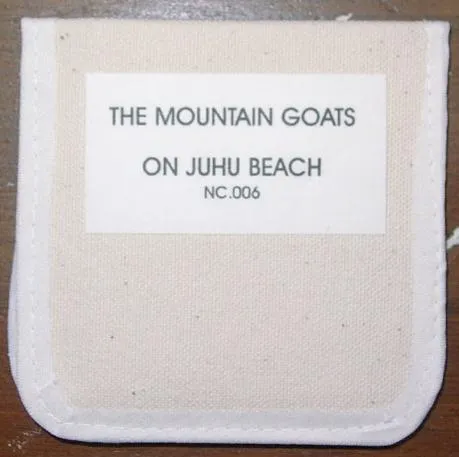 THE MOUNTAIN GOATS
ON JUHU BEACH
NC.006